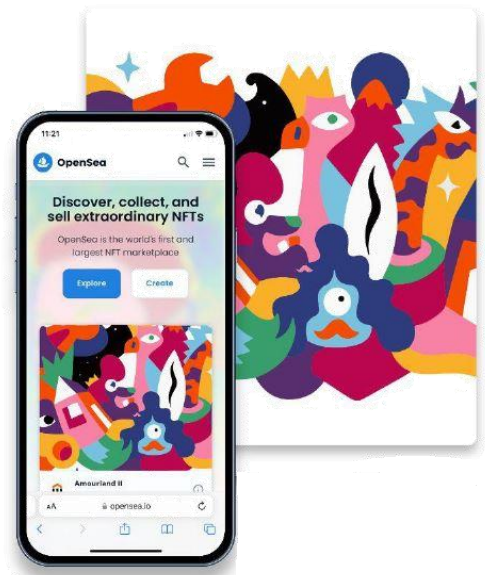 11:21
OpenSea
Discover, collect, and
sell extraordinary NFTs
OpenSea is the world's first and
largest NFT marketplace
Explore
Create
Amourland II
AA
opensea.io